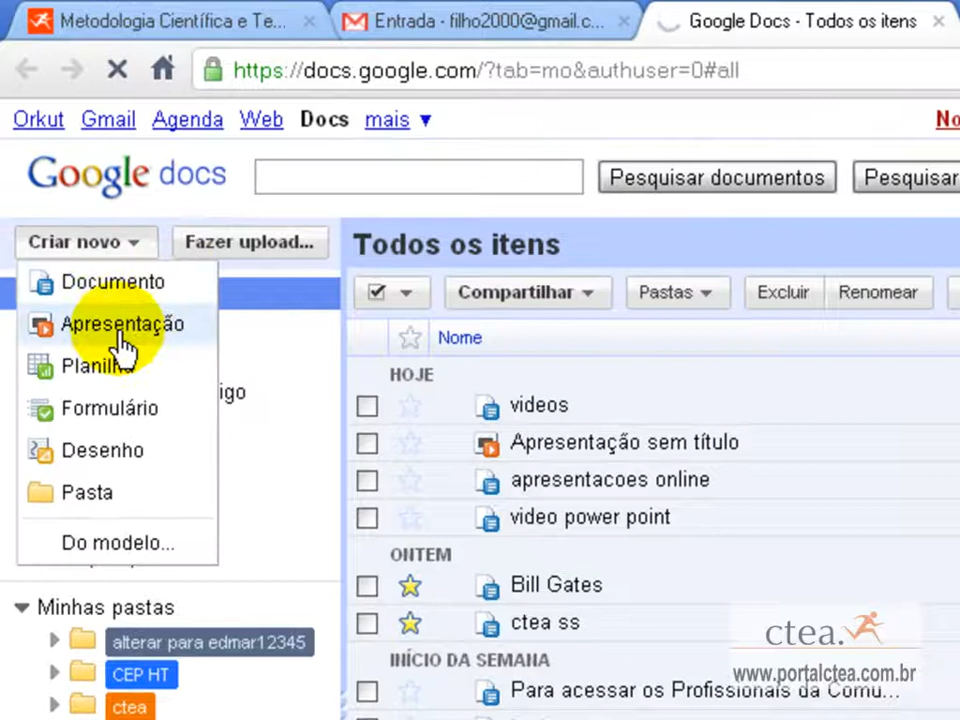 Metodologia Científica e Te...
Entrada - filho2000@gmail.c...
Google Docs - Todos os itens
https://docs.google.com/?tab=mo&authuser=0#all
Orkut Gmail Agenda Web Docs mais ▼
No
Google docs
Pesquisar documentos
Pesquisar
Criar novo
Fazer upload...
Todos os itens
Documento
Apresentação
Planilha
Formulário
Desenho
Pasta
Do modelo...
igo
Compartilhar
Pastas
Excluir
Renomear
Nome
HOJE
videos
Apresentação sem título
apresentacoes online
video power point
ONTEM
Bill Gates
ctea ss
INÍCIO DA SEMANA
Para acessar os Profissionais da Comu...
Minhas pastas
alterar para edmar12345
CEP HT
ctea
ctea.
www.portalctea.com.br